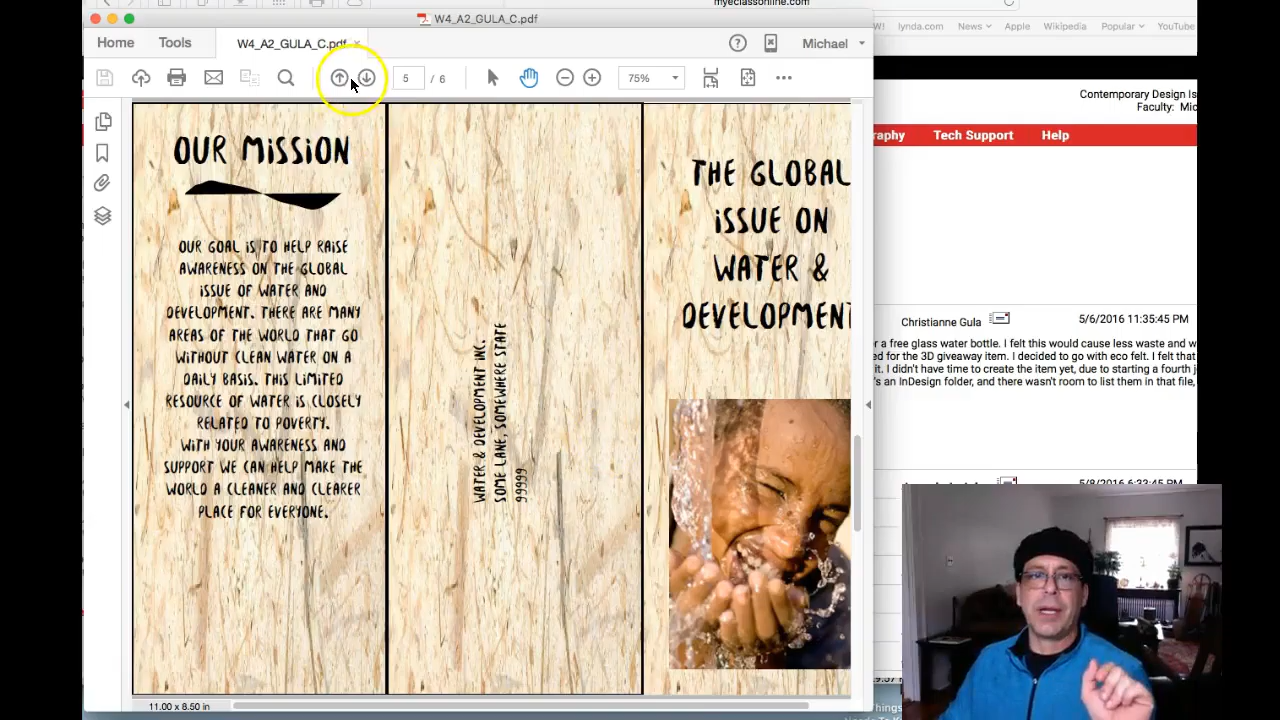 myeclassonline.com
W4_A2_GULA_C.pdf
lynda.com News Apple Wikipedia Popular YouTube
Home Tools W4_A2_GULA_C.pdf × ? Michael
5 / 6 75%
Contemporary Design Is
Faculty: Mic
raphy Tech Support Help
OUR MiSSiON
OUR GOAL iS TO HELP RAiSE
AWARENESS ON THE GLOBAL
iSSUE OF WATER AND
DEVELOPMENT. THERE ARE MANY
AREAS OF THE WORLD THAT GO
WiTHOUT CLEAN WATER ON A
DAiLY BASiS. THiS LiMiTED
RESOURCE OF WATER iS CLOSELY
RELATED TO POVERTY.
WiTH YOUR AWARENESS AND
SUPPORT WE CAN HELP MAKE THE
WORLD A CLEANER AND CLEARER
PLACE FOR EVERYONE.
WATER & DEVELOPMENT iNC.
SOME LANE, SOMEWHERE STATE
99999
THE GLOBAL
iSSUE ON
WATER &
DEVELOPMENT
Christianne Gula 5/6/2016 11:35:45 PM
r a free glass water bottle. I felt this would cause less waste and w
ed for the 3D giveaway item. I decided to go with eco felt. I felt that
it. I didn't have time to create the item yet, due to starting a fourth j
's an InDesign folder, and there wasn't room to list them in that file,
5/8/2016 6:33:45 PM
11.00 x 8.50 in